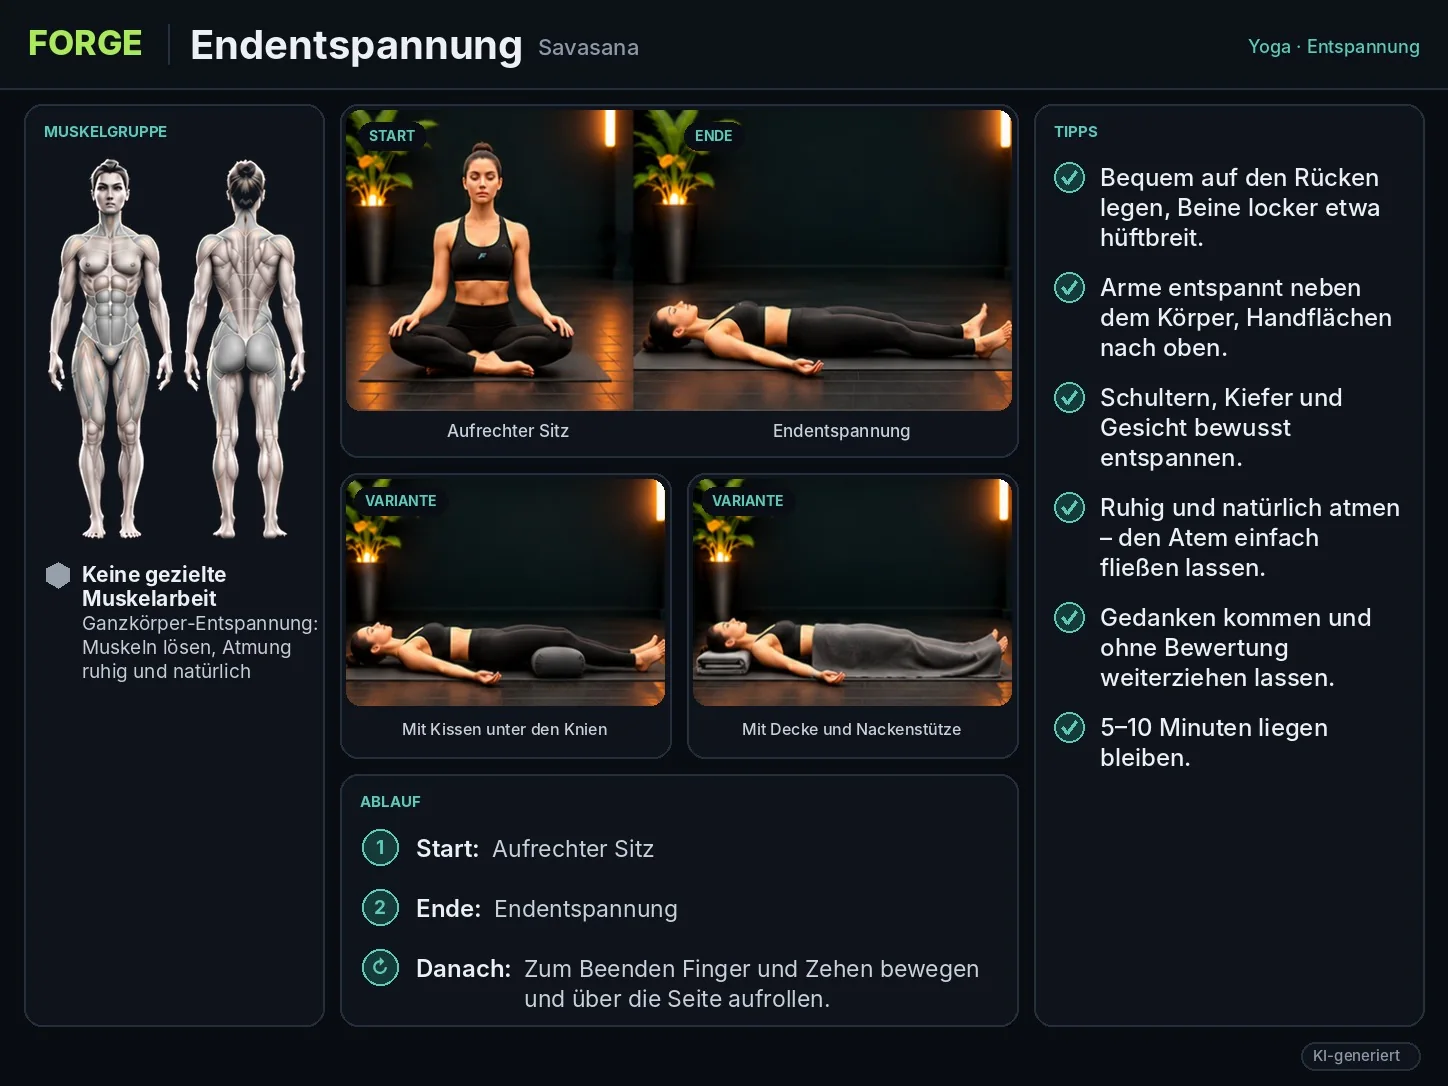 FORGE
Endentspannung
Savasana
Yoga · Entspannung
MUSKELGRUPPE
Keine gezielte
Muskelarbeit
Ganzkörper-Entspannung:
Muskeln lösen, Atmung
ruhig und natürlich
START
ENDE
Aufrechter Sitz
Endentspannung
VARIANTE
VARIANTE
Mit Kissen unter den Knien
Mit Decke und Nackenstütze
ABLAUF
1 Start: Aufrechter Sitz
2 Ende: Endentspannung
Danach: Zum Beenden Finger und Zehen bewegen
und über die Seite aufrollen.
TIPPS
Bequem auf den Rücken
legen, Beine locker etwa
hüftbreit.
Arme entspannt neben
dem Körper, Handflächen
nach oben.
Schultern, Kiefer und
Gesicht bewusst
entspannen.
Ruhig und natürlich atmen
– den Atem einfach
fließen lassen.
Gedanken kommen und
ohne Bewertung
weiterziehen lassen.
5–10 Minuten liegen
bleiben.
KI-generiert